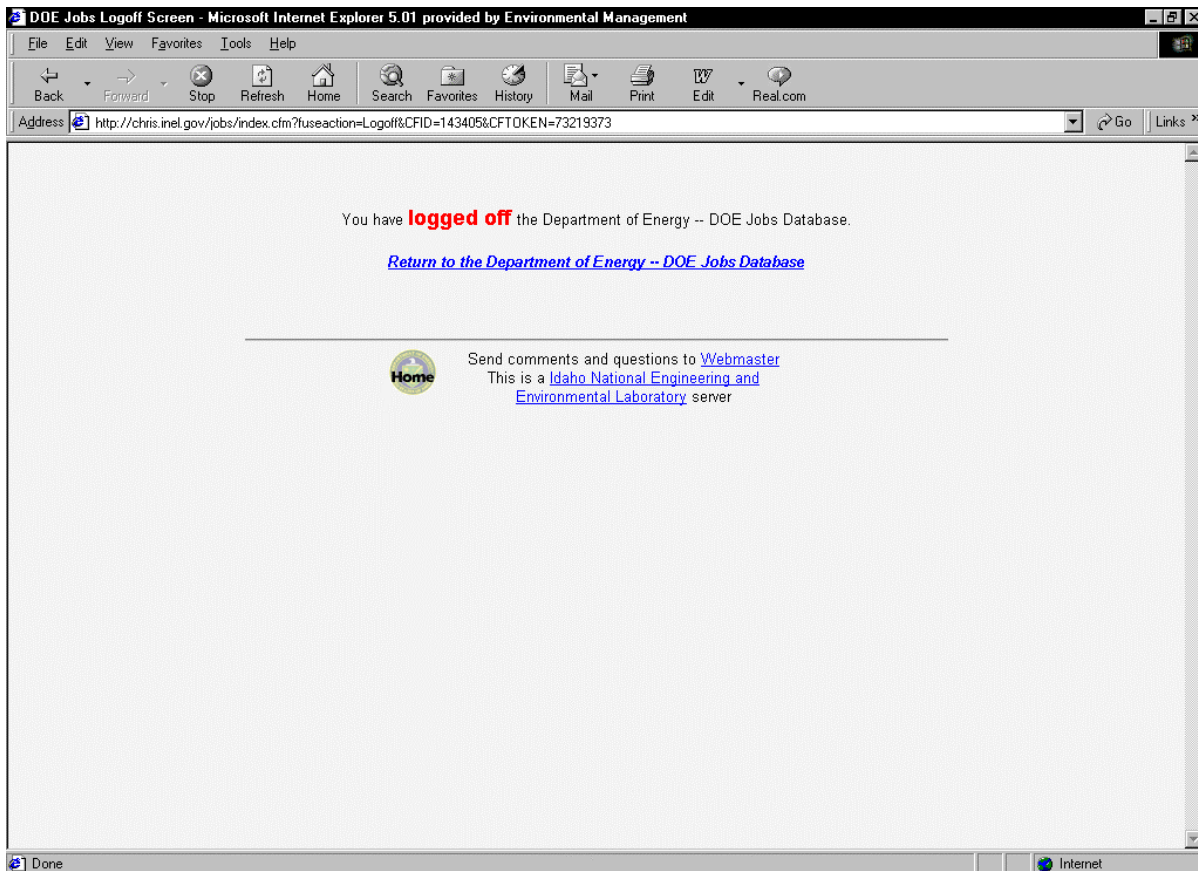 DOE Jobs Logoff Screen - Microsoft Internet Explorer 5.01 provided by Environmental Management
File Edit View Favorites Tools Help
Back Forward Stop Refresh Home Search Favorites History Mail Print Edit Real.com
Address http://chris.inel.gov/jobs/index.cfm?fuseaction=Logoff&CFID=143405&CFTOKEN=73219373 Go Links »
You have logged off the Department of Energy -- DOE Jobs Database.
Return to the Department of Energy -- DOE Jobs Database
Send comments and questions to Webmaster
Home This is a Idaho National Engineering and
Environmental Laboratory server
Done Internet